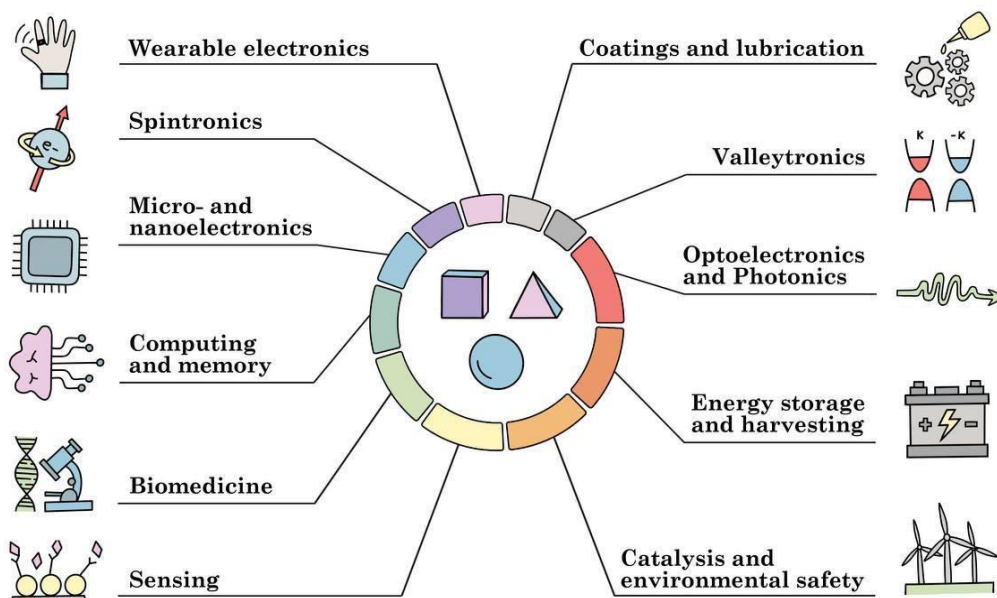 Wearable electronics
Spintronics
e-
Micro- and
nanoelectronics
Computing
and memory
Biomedicine
Sensing
Coatings and lubrication
K
-K
Valleytronics
Optoelectronics
and Photonics
Energy storage
and harvesting
+
-
Catalysis and
environmental safety